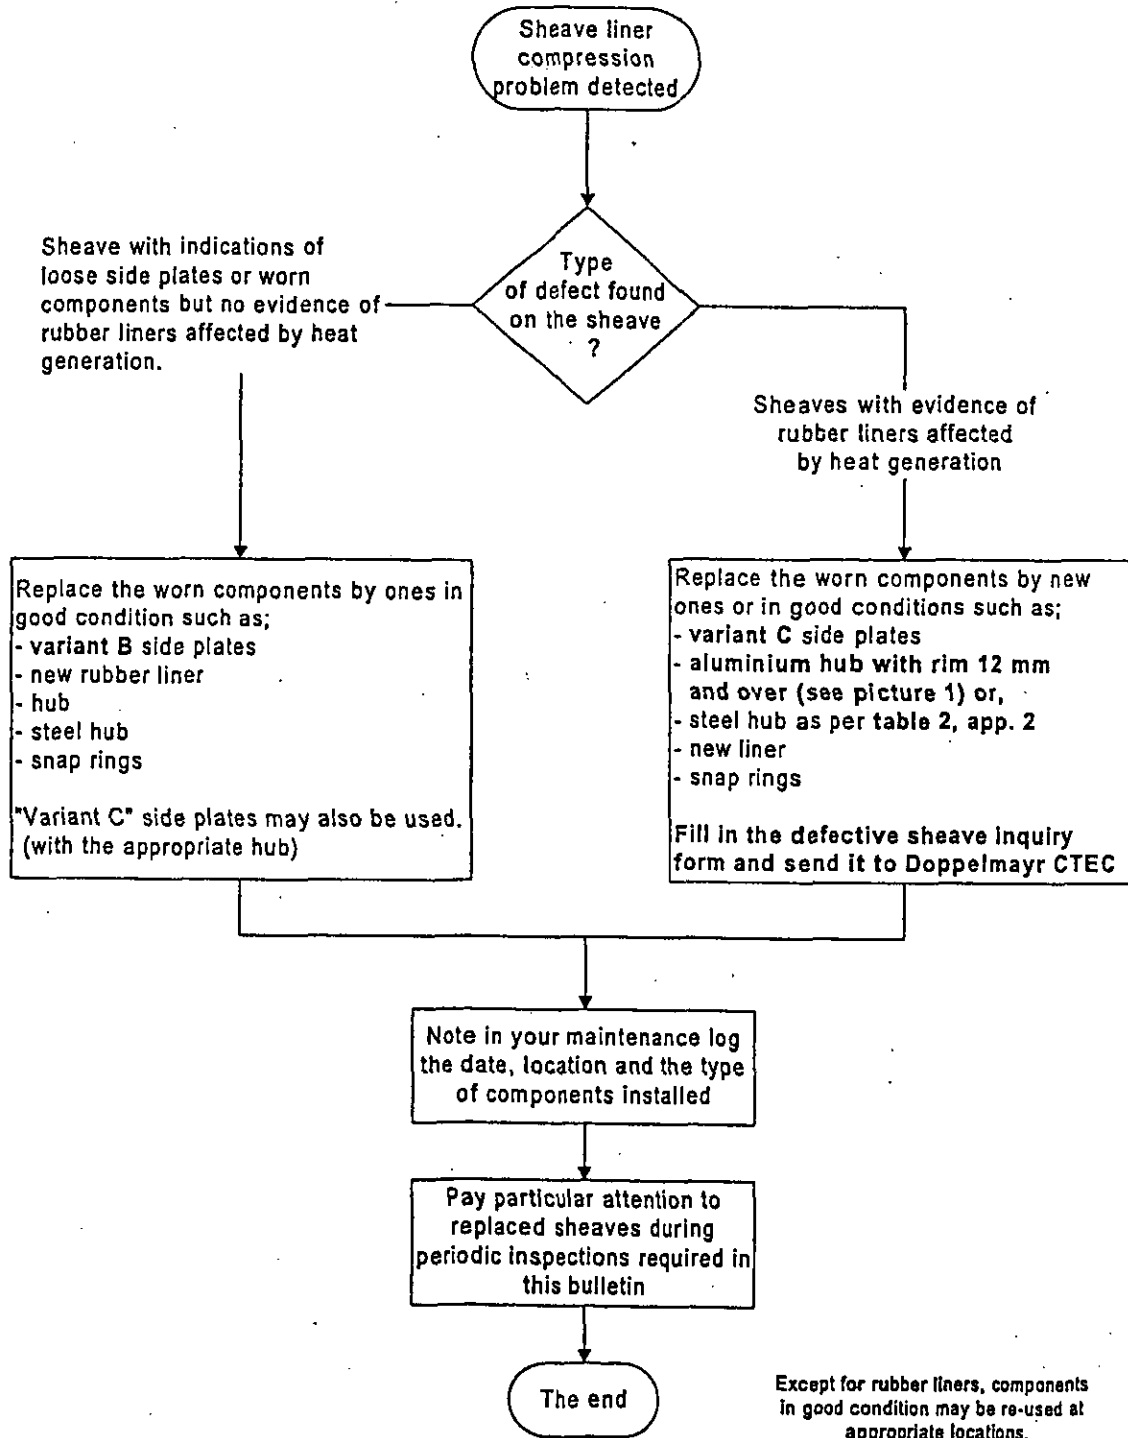 Sheave liner
compression
problem detected
Type
of defect found
on the sheave
?
Sheave with indications of
loose side plates or worn
components but no evidence of
rubber liners affected by heat
generation.
Sheaves with evidence of
rubber liners affected
by heat generation
Replace the worn components by ones in
good condition such as;
- variant B side plates
- new rubber liner
- hub
- steel hub
- snap rings
"Variant C" side plates may also be used.
(with the appropriate hub)
Replace the worn components by new
ones or in good conditions such as;
- variant C side plates
- aluminium hub with rim 12 mm
and over (see picture 1) or,
- steel hub as per table 2, app. 2
- new liner
- snap rings
Fill in the defective sheave inquiry
form and send it to Doppelmayr CTEC
Note in your maintenance log
the date, location and the type
of components installed
Pay particular attention to
replaced sheaves during
periodic inspections required in
this bulletin
The end
Except for rubber liners, components
in good condition may be re-used at
appropriate locations.